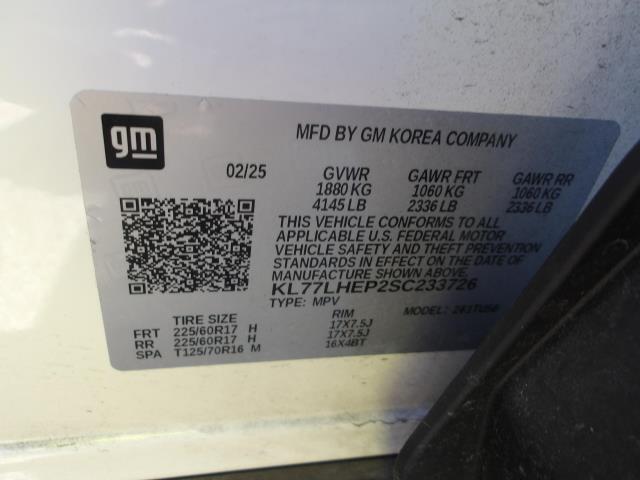 gm
MFD BY GM KOREA COMPANY
02/25 GVWR GAWR FRT GAWR RR
1880 KG 1060 KG 1060 KG
4145 LB 2336 LB 2336 LB
THIS VEHICLE CONFORMS TO ALL
APPLICABLE U.S. FEDERAL MOTOR
VEHICLE SAFETY AND THEFT PREVENTION
STANDARDS IN EFFECT ON THE DATE OF
MANUFACTURE SHOWN ABOVE.
KL77LHEP2SC233726
TYPE: MPV MODEL:
TIRE SIZE RIM
FRT 225/60R17 H 17X7.5J
RR 225/60R17 H 17X7.5J
SPA T125/70R16 M 16X4BT